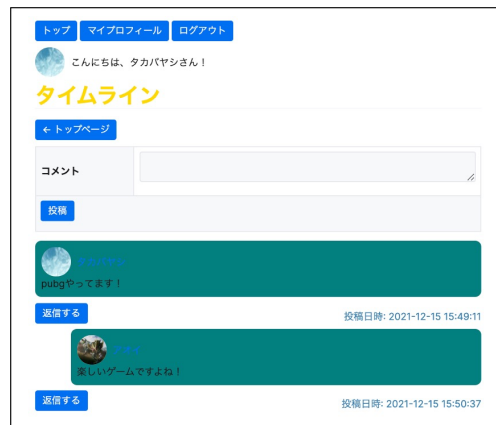 トップ マイプロフィール ログアウト
こんにちは、タカバヤシさん！
タイムライン
← トップページ
コメント
投稿
pubgやってます！
返信する
投稿日時: 2021-12-15 15:49:11
楽しいゲームですよね！
返信する
投稿日時: 2021-12-15 15:50:37